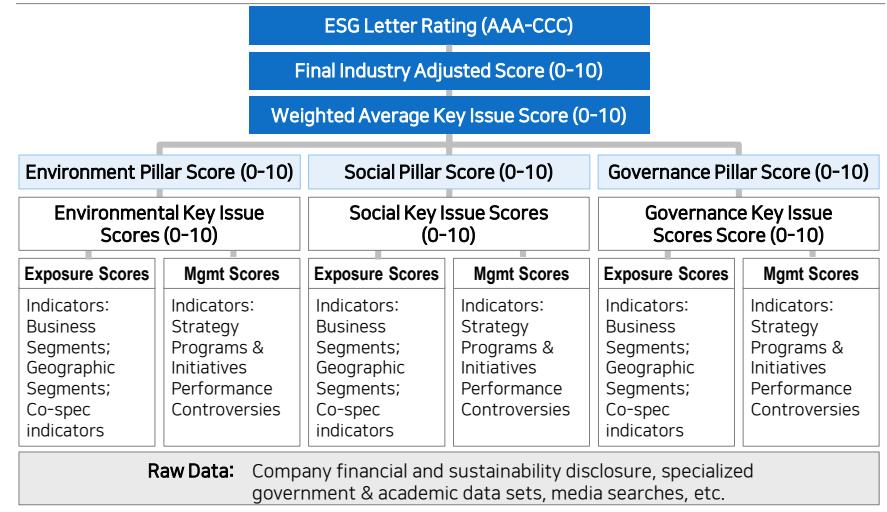 ESG Letter Rating (AAA-CCC)
Final Industry Adjusted Score (0-10)
Weighted Average Key Issue Score (0-10)
Environment Pillar Score (0-10)
Social Pillar Score (0-10)
Governance Pillar Score (0-10)
Environmental Key Issue
Scores (0-10)
Social Key Issue Scores
(0-10)
Governance Key Issue
Scores Score (0-10)
Exposure Scores
Indicators:
Business
Segments;
Geographic
Segments;
Co-spec
indicators
Mgmt Scores
Indicators:
Strategy
Programs &
Initiatives
Performance
Controversies
Exposure Scores
Indicators:
Business
Segments;
Geographic
Segments;
Co-spec
indicators
Mgmt Scores
Indicators:
Strategy
Programs &
Initiatives
Performance
Controversies
Exposure Scores
Indicators:
Business
Segments;
Geographic
Segments;
Co-spec
indicators
Mgmt Scores
Indicators:
Strategy
Programs &
Initiatives
Performance
Controversies
Raw Data: Company financial and sustainability disclosure, specialized
government & academic data sets, media searches, etc.